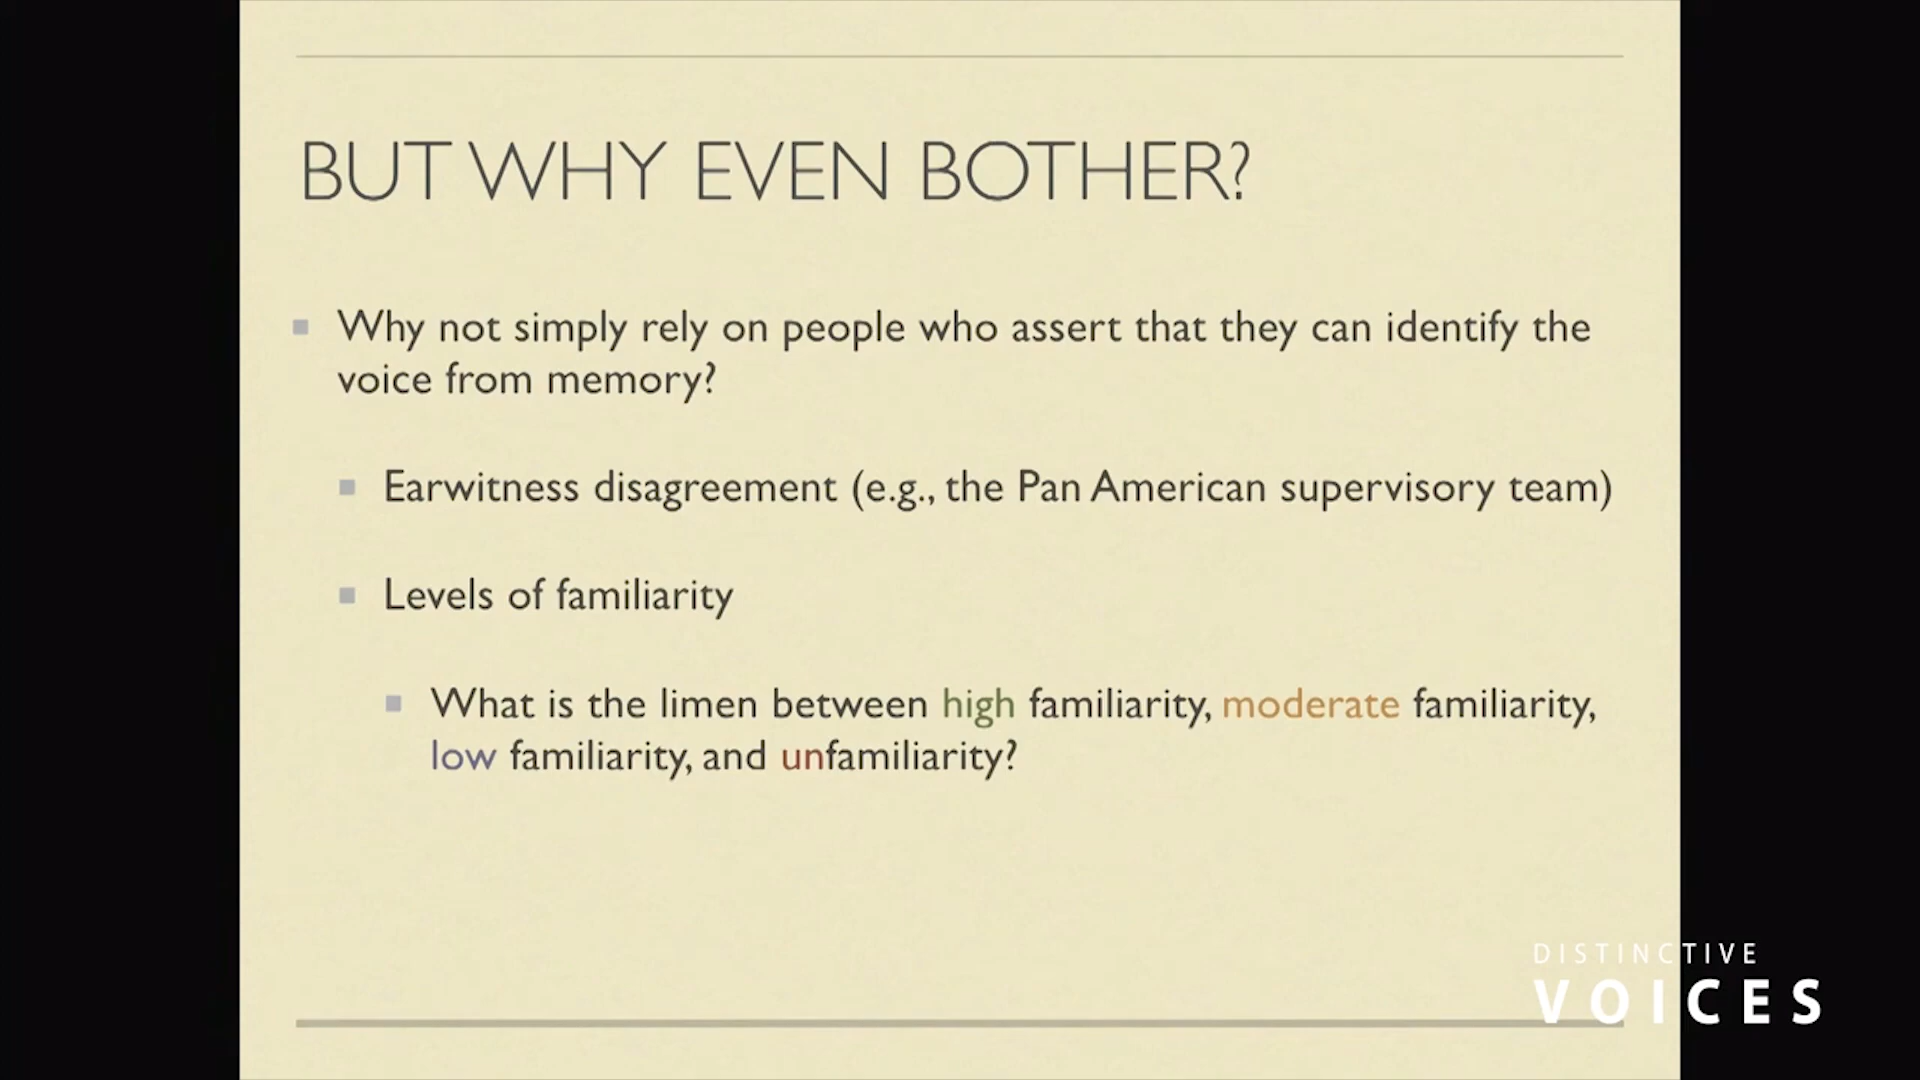 BUT WHY EVEN BOTHER?
Why not simply rely on people who assert that they can identify the
voice from memory?
Earwitness disagreement (e.g., the Pan American supervisory team)
Levels of familiarity
What is the limen between high familiarity, moderate familiarity,
low familiarity, and unfamiliarity?
DISTINCTIVE
VOICES